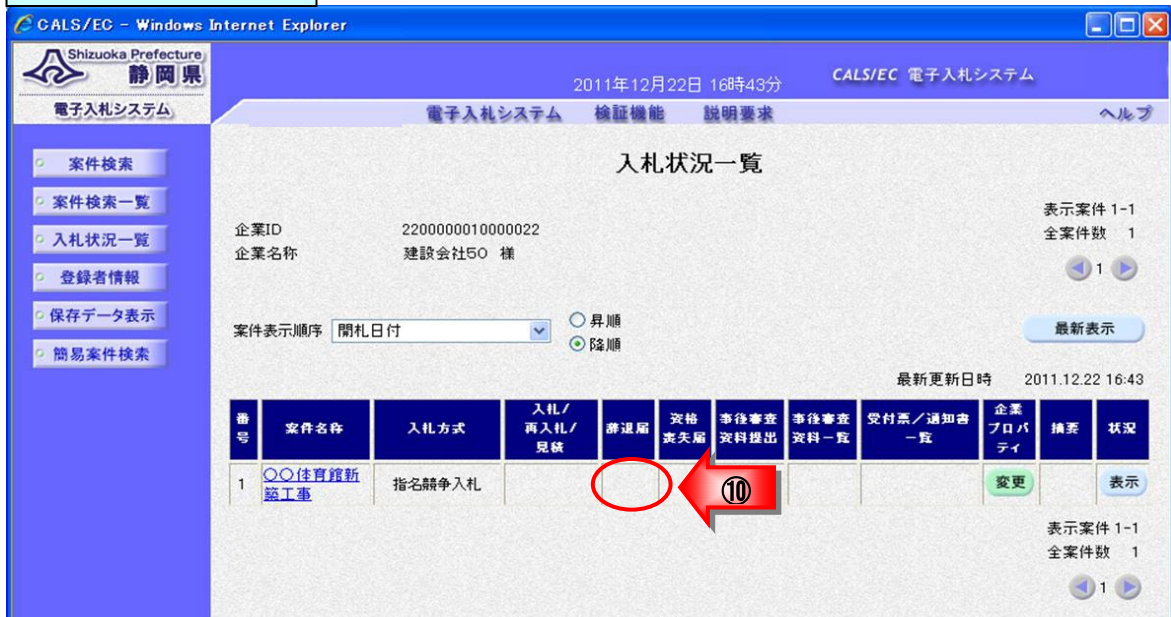 CALS/EC - Windows Internet Explorer
Shizuoka Prefecture
静岡県
電子入札システム
2011年12月22日 16時43分
CALS/EC 電子入札システム
電子入札システム 検証機能 説明要求 ヘルプ
案件検索
案件検索一覧
入札状況一覧
登録者情報
保存データ表示
簡易案件検索
入札状況一覧
企業ID 2200000010000022
企業名称 建設会社50 様
表示案件 1-1
全案件数 1
1
案件表示順序 開札日付
昇順
降順
最新表示
最新更新日時 2011.12.22 16:43
番号 案件名称 入札方式 入札/再入札/見積 辞退届 資格喪失届 事後審査資料提出 事後審査資料一覧 受付票/通知書一覧 企業プロパティ 摘要 状況
1 〇〇体育館新築工事 指名競争入札 ⑩ 変更 表示
表示案件 1-1
全案件数 1
1